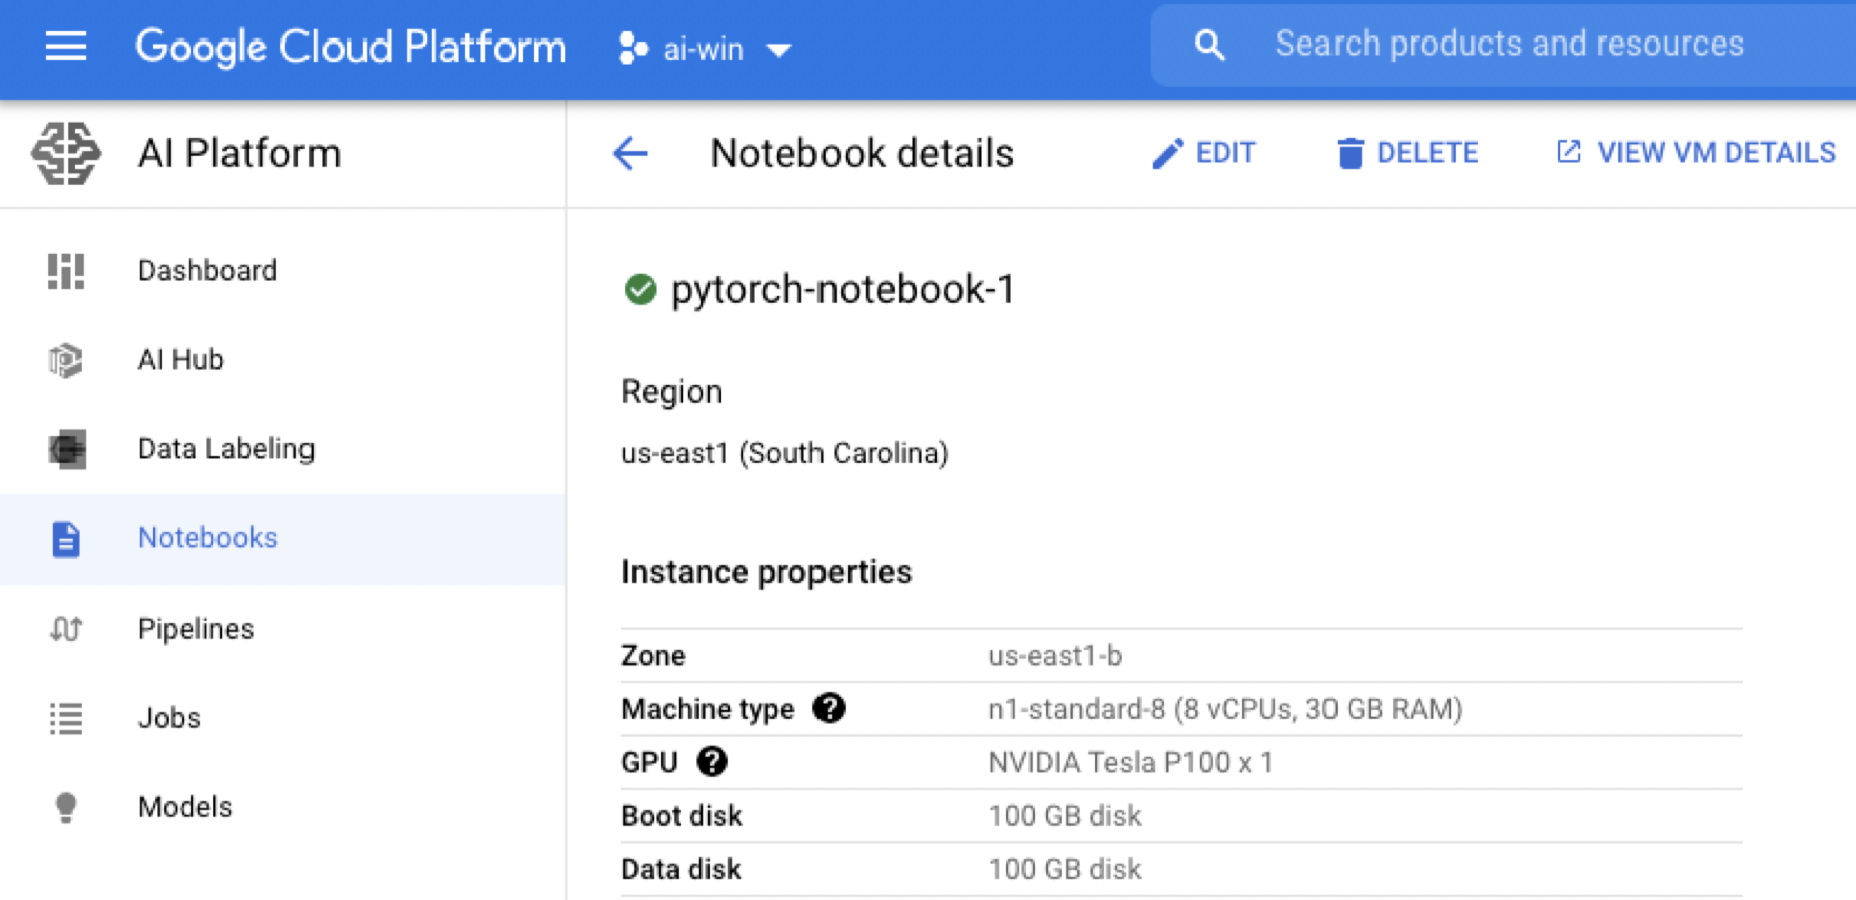 Google Cloud Platform
ai-win
Search products and resources
AI Platform
Notebook details
EDIT
DELETE
VIEW VM DETAILS
Dashboard
AI Hub
Data Labeling
Notebooks
Pipelines
Jobs
Models
pytorch-notebook-1
Region
us-east1 (South Carolina)
Instance properties
Zone us-east1-b
Machine type ? n1-standard-8 (8 vCPUs, 30 GB RAM)
GPU ? NVIDIA Tesla P100 x 1
Boot disk 100 GB disk
Data disk 100 GB disk